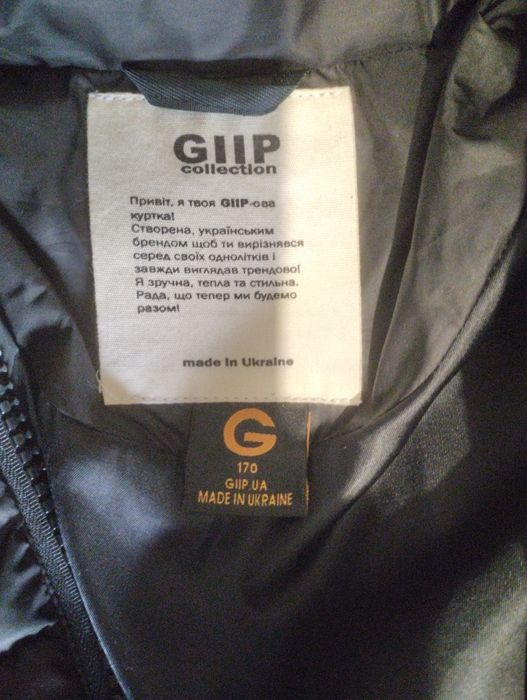 GIIP
collection
Привіт, я твоя GIIP-ова
куртка!
Створена, українським
брендом щоб ти вирізнявся
серед своїх однолітків і
завжди виглядав трендово!
Я зручна, тепла та стильна.
Рада, що тепер ми будемо
разом!
made in Ukraine
G
170
GIIP.UA
MADE IN UKRAINE